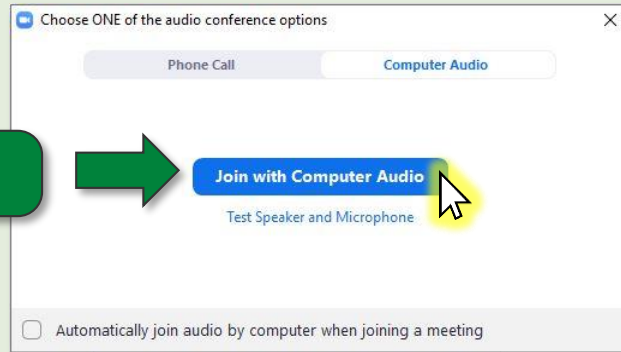 Choose ONE of the audio conference options
Phone Call
Computer Audio
Join with Computer Audio
Test Speaker and Microphone
Automatically join audio by computer when joining a meeting